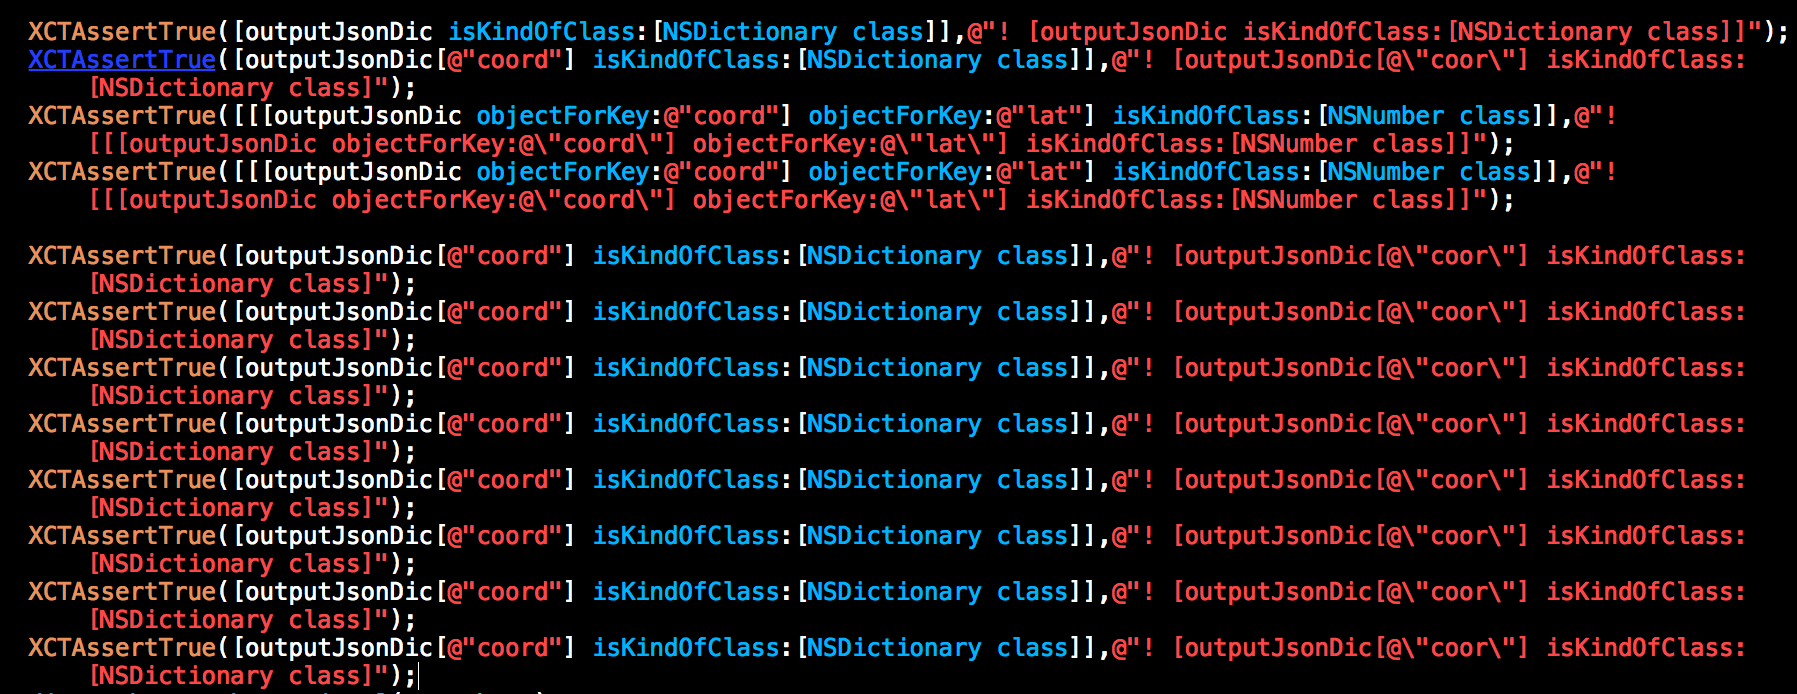 XCTAssertTrue([outputJsonDic isKindOfClass:[NSDictionary class]],@"! [outputJsonDic isKindOfClass:[NSDictionary class]]");
XCTAssertTrue([outputJsonDic[@"coord"] isKindOfClass:[NSDictionary class]],@"! [outputJsonDic[@\"coor\"] isKindOfClass:
[NSDictionary class]");
XCTAssertTrue([[[outputJsonDic objectForKey:@"coord"] objectForKey:@"lat"] isKindOfClass:[NSNumber class]],@"!
[[[outputJsonDic objectForKey:@\"coord\"] objectForKey:@\"lat\"] isKindOfClass:[NSNumber class]]");
XCTAssertTrue([[[outputJsonDic objectForKey:@"coord"] objectForKey:@"lat"] isKindOfClass:[NSNumber class]],@"!
[[[outputJsonDic objectForKey:@\"coord\"] objectForKey:@\"lat\"] isKindOfClass:[NSNumber class]]");
XCTAssertTrue([outputJsonDic[@"coord"] isKindOfClass:[NSDictionary class]],@"! [outputJsonDic[@\"coor\"] isKindOfClass:
[NSDictionary class]");
XCTAssertTrue([outputJsonDic[@"coord"] isKindOfClass:[NSDictionary class]],@"! [outputJsonDic[@\"coor\"] isKindOfClass:
[NSDictionary class]");
XCTAssertTrue([outputJsonDic[@"coord"] isKindOfClass:[NSDictionary class]],@"! [outputJsonDic[@\"coor\"] isKindOfClass:
[NSDictionary class]");
XCTAssertTrue([outputJsonDic[@"coord"] isKindOfClass:[NSDictionary class]],@"! [outputJsonDic[@\"coor\"] isKindOfClass:
[NSDictionary class]");
XCTAssertTrue([outputJsonDic[@"coord"] isKindOfClass:[NSDictionary class]],@"! [outputJsonDic[@\"coor\"] isKindOfClass:
[NSDictionary class]");
XCTAssertTrue([outputJsonDic[@"coord"] isKindOfClass:[NSDictionary class]],@"! [outputJsonDic[@\"coor\"] isKindOfClass:
[NSDictionary class]");
XCTAssertTrue([outputJsonDic[@"coord"] isKindOfClass:[NSDictionary class]],@"! [outputJsonDic[@\"coor\"] isKindOfClass:
[NSDictionary class]");
XCTAssertTrue([outputJsonDic[@"coord"] isKindOfClass:[NSDictionary class]],@"! [outputJsonDic[@\"coor\"] isKindOfClass:
[NSDictionary class]");